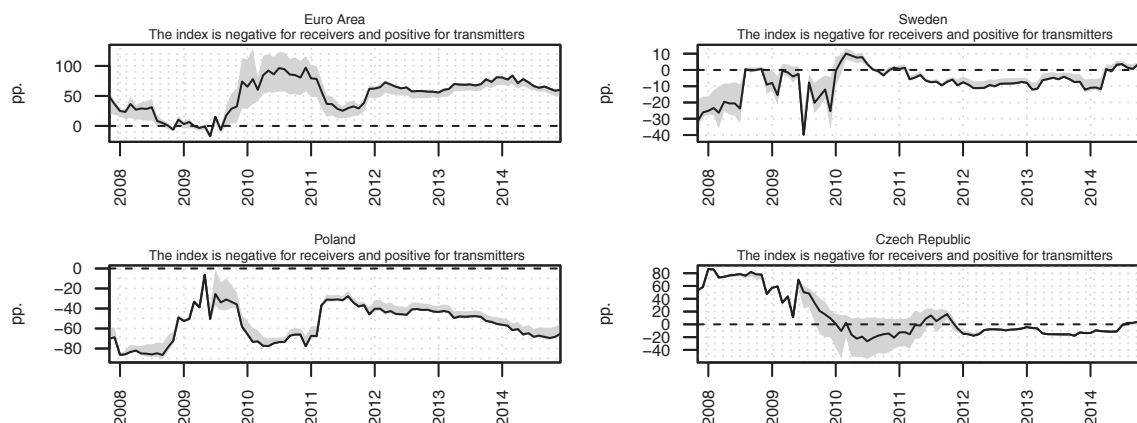 Euro Area
The index is negative for receivers and positive for transmitters
100
50
0
pp.
2008 2009 2010 2011 2012 2013 2014
Sweden
The index is negative for receivers and positive for transmitters
10
0
−10
−20
−30
−40
pp.
2008 2009 2010 2011 2012 2013 2014
Poland
The index is negative for receivers and positive for transmitters
0
−20
−40
−60
−80
pp.
2008 2009 2010 2011 2012 2013 2014
Czech Republic
The index is negative for receivers and positive for transmitters
80
60
40
20
0
−20
−40
pp.
2008 2009 2010 2011 2012 2013 2014